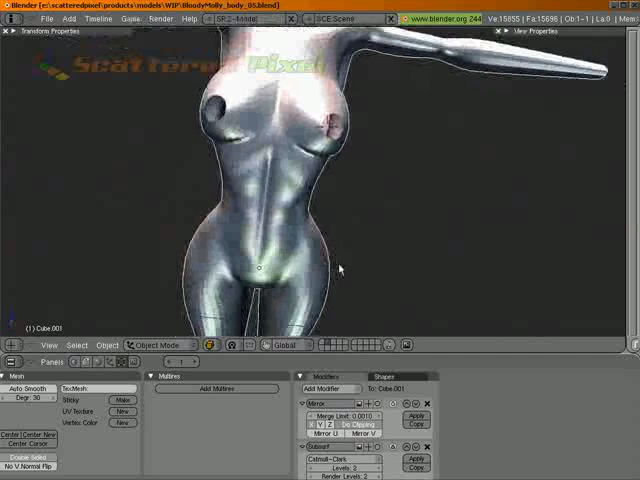 Blender [G:\scatteredpixel\products\models\WIP\BloodyMolly_body_05.blend]
File Add Timeline Game Render Help SR:2-Model SCE:Scene www.blender.org 244 Ve:15855 | Fa:15696 | Ob:1-1 | La:0 | Mem
Transform Properties View Properties
Scattered Pixel
(1) Cube.001
View Select Object Object Mode Global
Panels 1
Mesh Multires Modifiers Shapes
Auto Smooth TexMesh: Add Multires Add Modifier To: Cube.001
Degr: 30 Sticky Make Mirror
UV Texture New Merge Limit: 0.0010 Apply
Vertex Color New X Y Z Do Clipping Copy
Center Center New Mirror U Mirror V
Center Cursor Subsurf
Double Sided Catmull-Clark Apply
No V.Normal Flip Levels: 2 Copy
Render Levels: 2